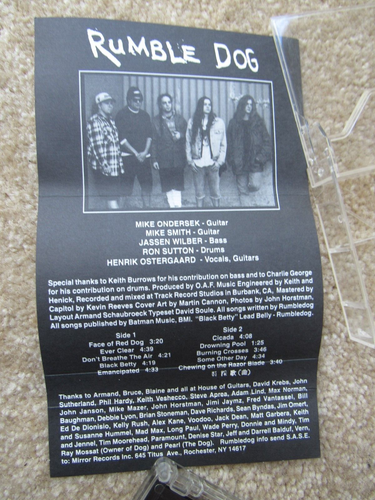 RUMBLE DOG
MIKE ONDERSEK - Guitar
MIKE SMITH - Guitar
JASSEN WILBER - Bass
RON SUTTON - Drums
HENRIK OSTERGAARD - Vocals, Guitars
Special thanks to Keith Burrows for his contribution on bass and to Charlie George
for his contribution on drums. Produced by O.A.F. Music Engineered by Keith and
Henick, Recorded and mixed at Track Record Studios in Burbank, CA, Mastered by
Capitol by Kevin Reeves Cover Art by Martin Cannon, Photos by John Horstman,
Layout Armand Schaubroeck Typeset David Soule. All songs written by Rumbledog
All songs published by Batman Music, BMI. "Black Betty" Lead Belly - Rumbledog.
Side 1
Face of Red Dog 3:20
Ever Clear 4:39
Don't Breathe The Air 4:21
Black Betty 4:19
Emancipated 4:33
Side 2
Cicada 4:08
Drowning Pool 1:25
Burning Crosses 3:46
Some Other Day 4:34
Chewing on the Razor Blade 3:40
Thanks to Armand, Bruce, Blaine and all at House of Guitars, David Krebs, John
Sutherland, Phil Hardy, Keith Veshecco, Steve Aprea, Adam Lind, Max Norman,
John Janson, Mike Mazer, John Horstman, Jimi Jaymz, Fred Vantassel, Bill
Baughman, Debbie Lyon, Brian Stoneman, Dave Richards, Sean Byndas, Jim Omert,
Ed De Dionisio, Kelly Rush, Alex Kane, Voodoo, Jack Dean, Matt Gerbera, Keith
and Susanne Hummel, Mad Max, Long Paul, Wade Perry, Donnie and Mindy, Tim
and Jennel, Tim Moorehead, Paramount, Denise Star, Jeff and Darrell Balduf, Vern,
Ray Mossat (Owner of Dog) and Pearl (The Dog). Rumbledog info send S.A.S.E.
to: Mirror Records Inc. 645 Titus Ave., Rochester, NY 14617